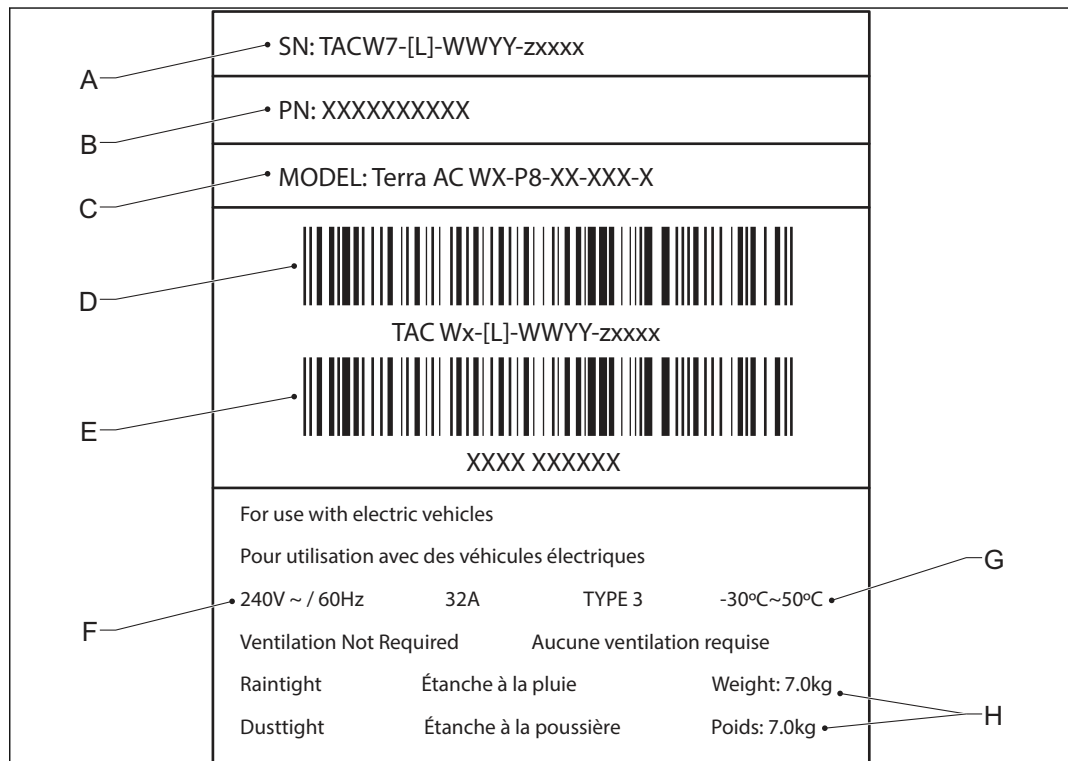 A
SN: TACW7-[L]-WWYY-zxxxx
B
PN: XXXXXXXXXX
C
MODEL: Terra AC WX-P8-XX-XXX-X
D
TAC Wx-[L]-WWYY-zxxxx
E
XXXX XXXXXX
For use with electric vehicles
Pour utilisation avec des véhicules électriques
G
F
240V ~ / 60Hz 32A TYPE 3 -30ºC~50ºC
Ventilation Not Required Aucune ventilation requise
Raintight Étanche à la pluie Weight: 7.0kg
H
Dusttight Étanche à la poussière Poids: 7.0kg